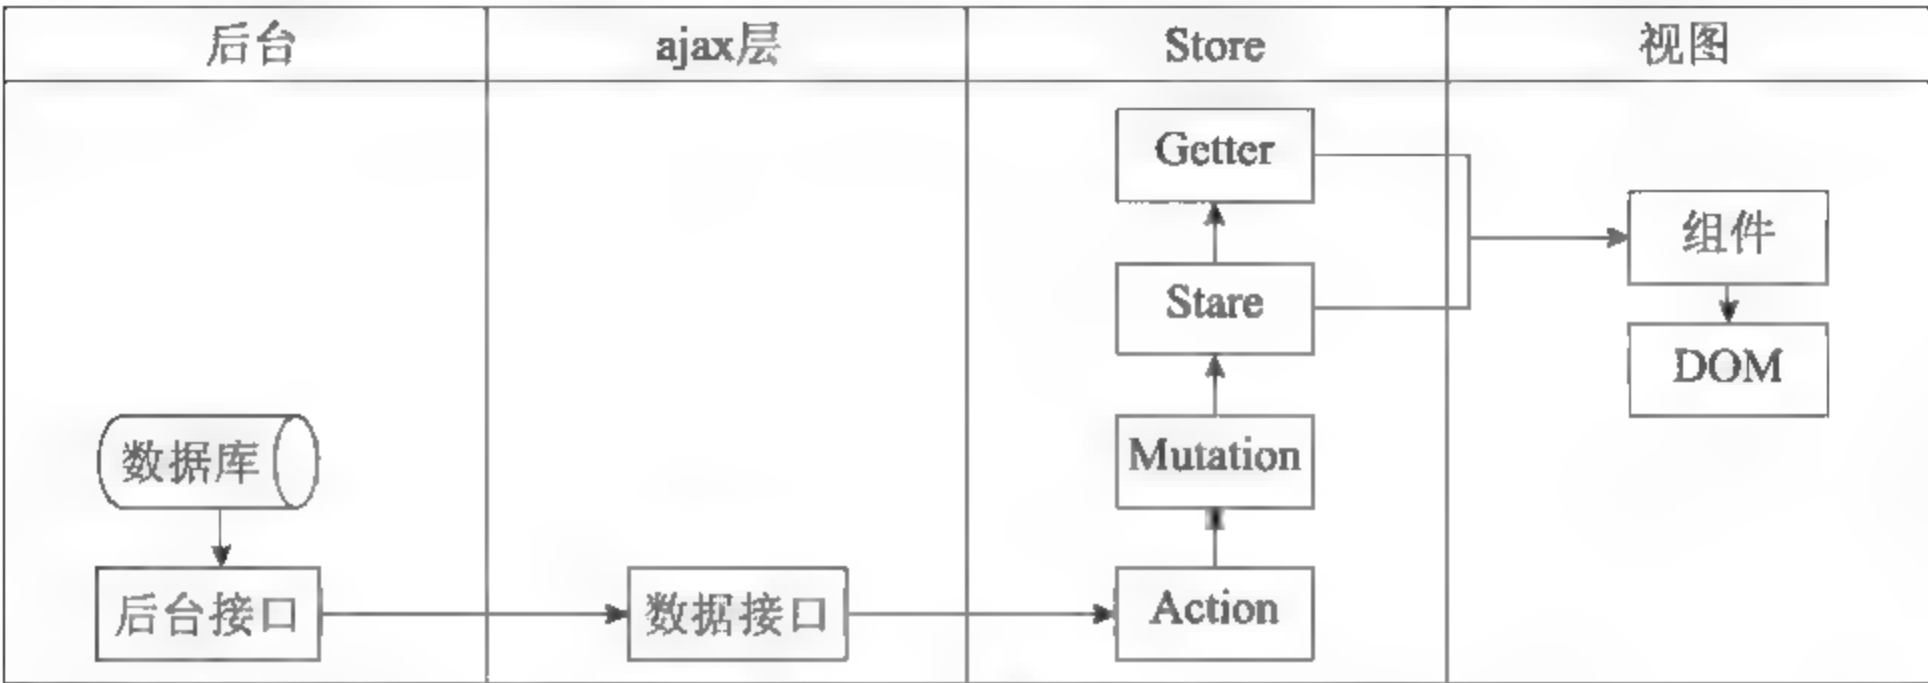 后台
ajax层
Store
视图
Getter
组件
Stare
DOM
数据库
Mutation
后台接口
数据接口
Action